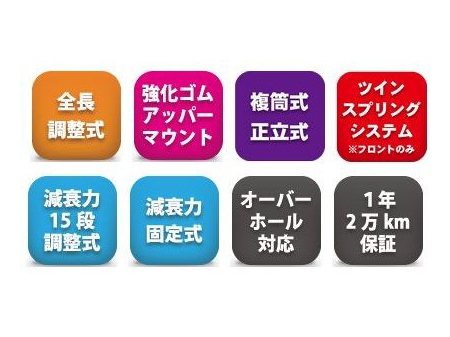 全長
調整式
強化ゴム
アッパー
マウント
複筒式
正立式
ツイン
スプリング
システム
※フロントのみ
減衰力
15段
調整式
減衰力
固定式
オーバー
ホール
対応
1年
2万km
保証